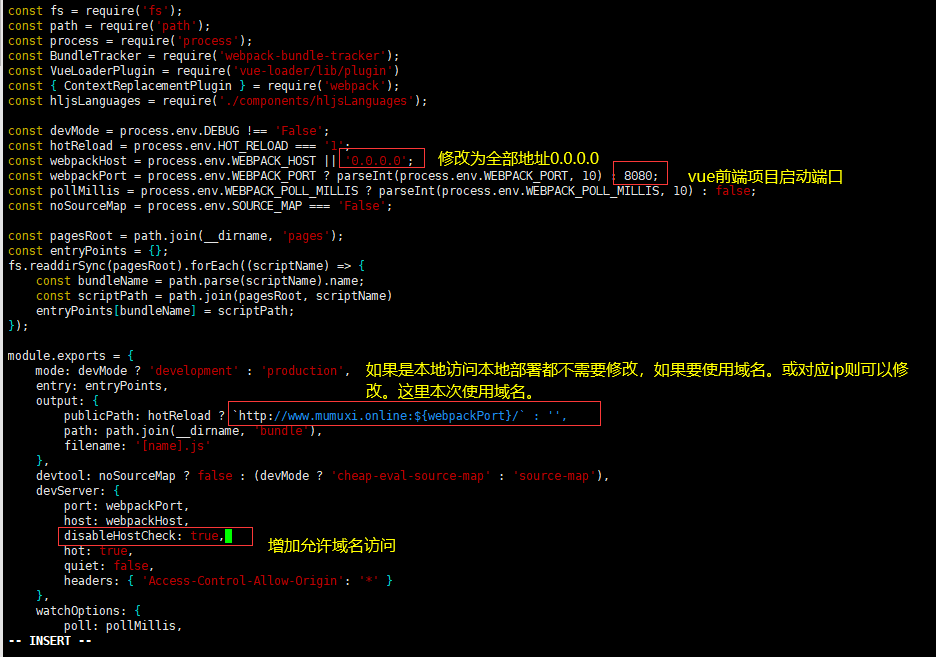 const fs = require('fs');
const path = require('path');
const process = require('process');
const BundleTracker = require('webpack-bundle-tracker');
const VueLoaderPlugin = require('vue-loader/lib/plugin')
const { ContextReplacementPlugin } = require('webpack');
const hljsLanguages = require('./components/hljsLanguages');
const devMode = process.env.DEBUG !== 'False';
const hotReload = process.env.HOT_RELOAD === '1';
const webpackHost = process.env.WEBPACK_HOST || '0.0.0.0'; 修改为全部地址0.0.0.0
const webpackPort = process.env.WEBPACK_PORT ? parseInt(process.env.WEBPACK_PORT, 10) : 8080; vue前端项目启动端口
const pollMillis = process.env.WEBPACK_POLL_MILLIS ? parseInt(process.env.WEBPACK_POLL_MILLIS, 10) : false;
const noSourceMap = process.env.SOURCE_MAP === 'False';
const pagesRoot = path.join(__dirname, 'pages');
const entryPoints = {};
fs.readdirSync(pagesRoot).forEach((scriptName) => {
    const bundleName = path.parse(scriptName).name;
    const scriptPath = path.join(pagesRoot, scriptName)
    entryPoints[bundleName] = scriptPath;
});
module.exports = {
    mode: devMode ? 'development' : 'production',
如果是本地访问本地部署都不需要修改，如果要使用域名。或对应ip则可以修
改。这里本次使用域名。
    entry: entryPoints,
    output: {
        publicPath: hotReload ? `http://www.mumuxi.online:${webpackPort}/` : '',
        path: path.join(__dirname, 'bundle'),
        filename: '[name].js'
    },
    devtool: noSourceMap ? false : (devMode ? 'cheap-eval-source-map' : 'source-map'),
    devServer: {
        port: webpackPort,
        host: webpackHost,
        disableHostCheck: true, 增加允许域名访问
        hot: true,
        quiet: false,
        headers: { 'Access-Control-Allow-Origin': '*' }
    },
    watchOptions: {
        poll: pollMillis,
-- INSERT --